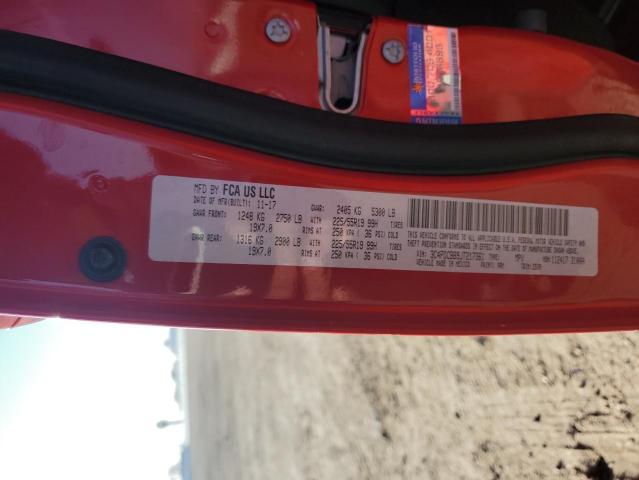 MFD BY FCA US LLC
DATE OF MFR(BUILT): 11-17 GVWR: 2405 KG 5300 LB
GAWR FRONT: 1248 KG 2750 LB WITH 225/55R19 99H TIRES
19X7.0 RIMS AT 250 KPA ( 36 PSI) COLD
GAWR REAR: 1316 KG 2900 LB WITH 225/55R19 99H TIRES
19X7.0 RIMS AT 250 KPA ( 36 PSI) COLD
THIS VEHICLE CONFORMS TO ALL APPLICABLE U.S.A. FEDERAL MOTOR VEHICLE SAFETY AND
THEFT PREVENTION STANDARDS IN EFFECT ON THE DATE OF MANUFACTURE SHOWN ABOVE.
VIN: TYPE: MPV
VEHICLE MADE IN MEXICO PAINT: TRIM: